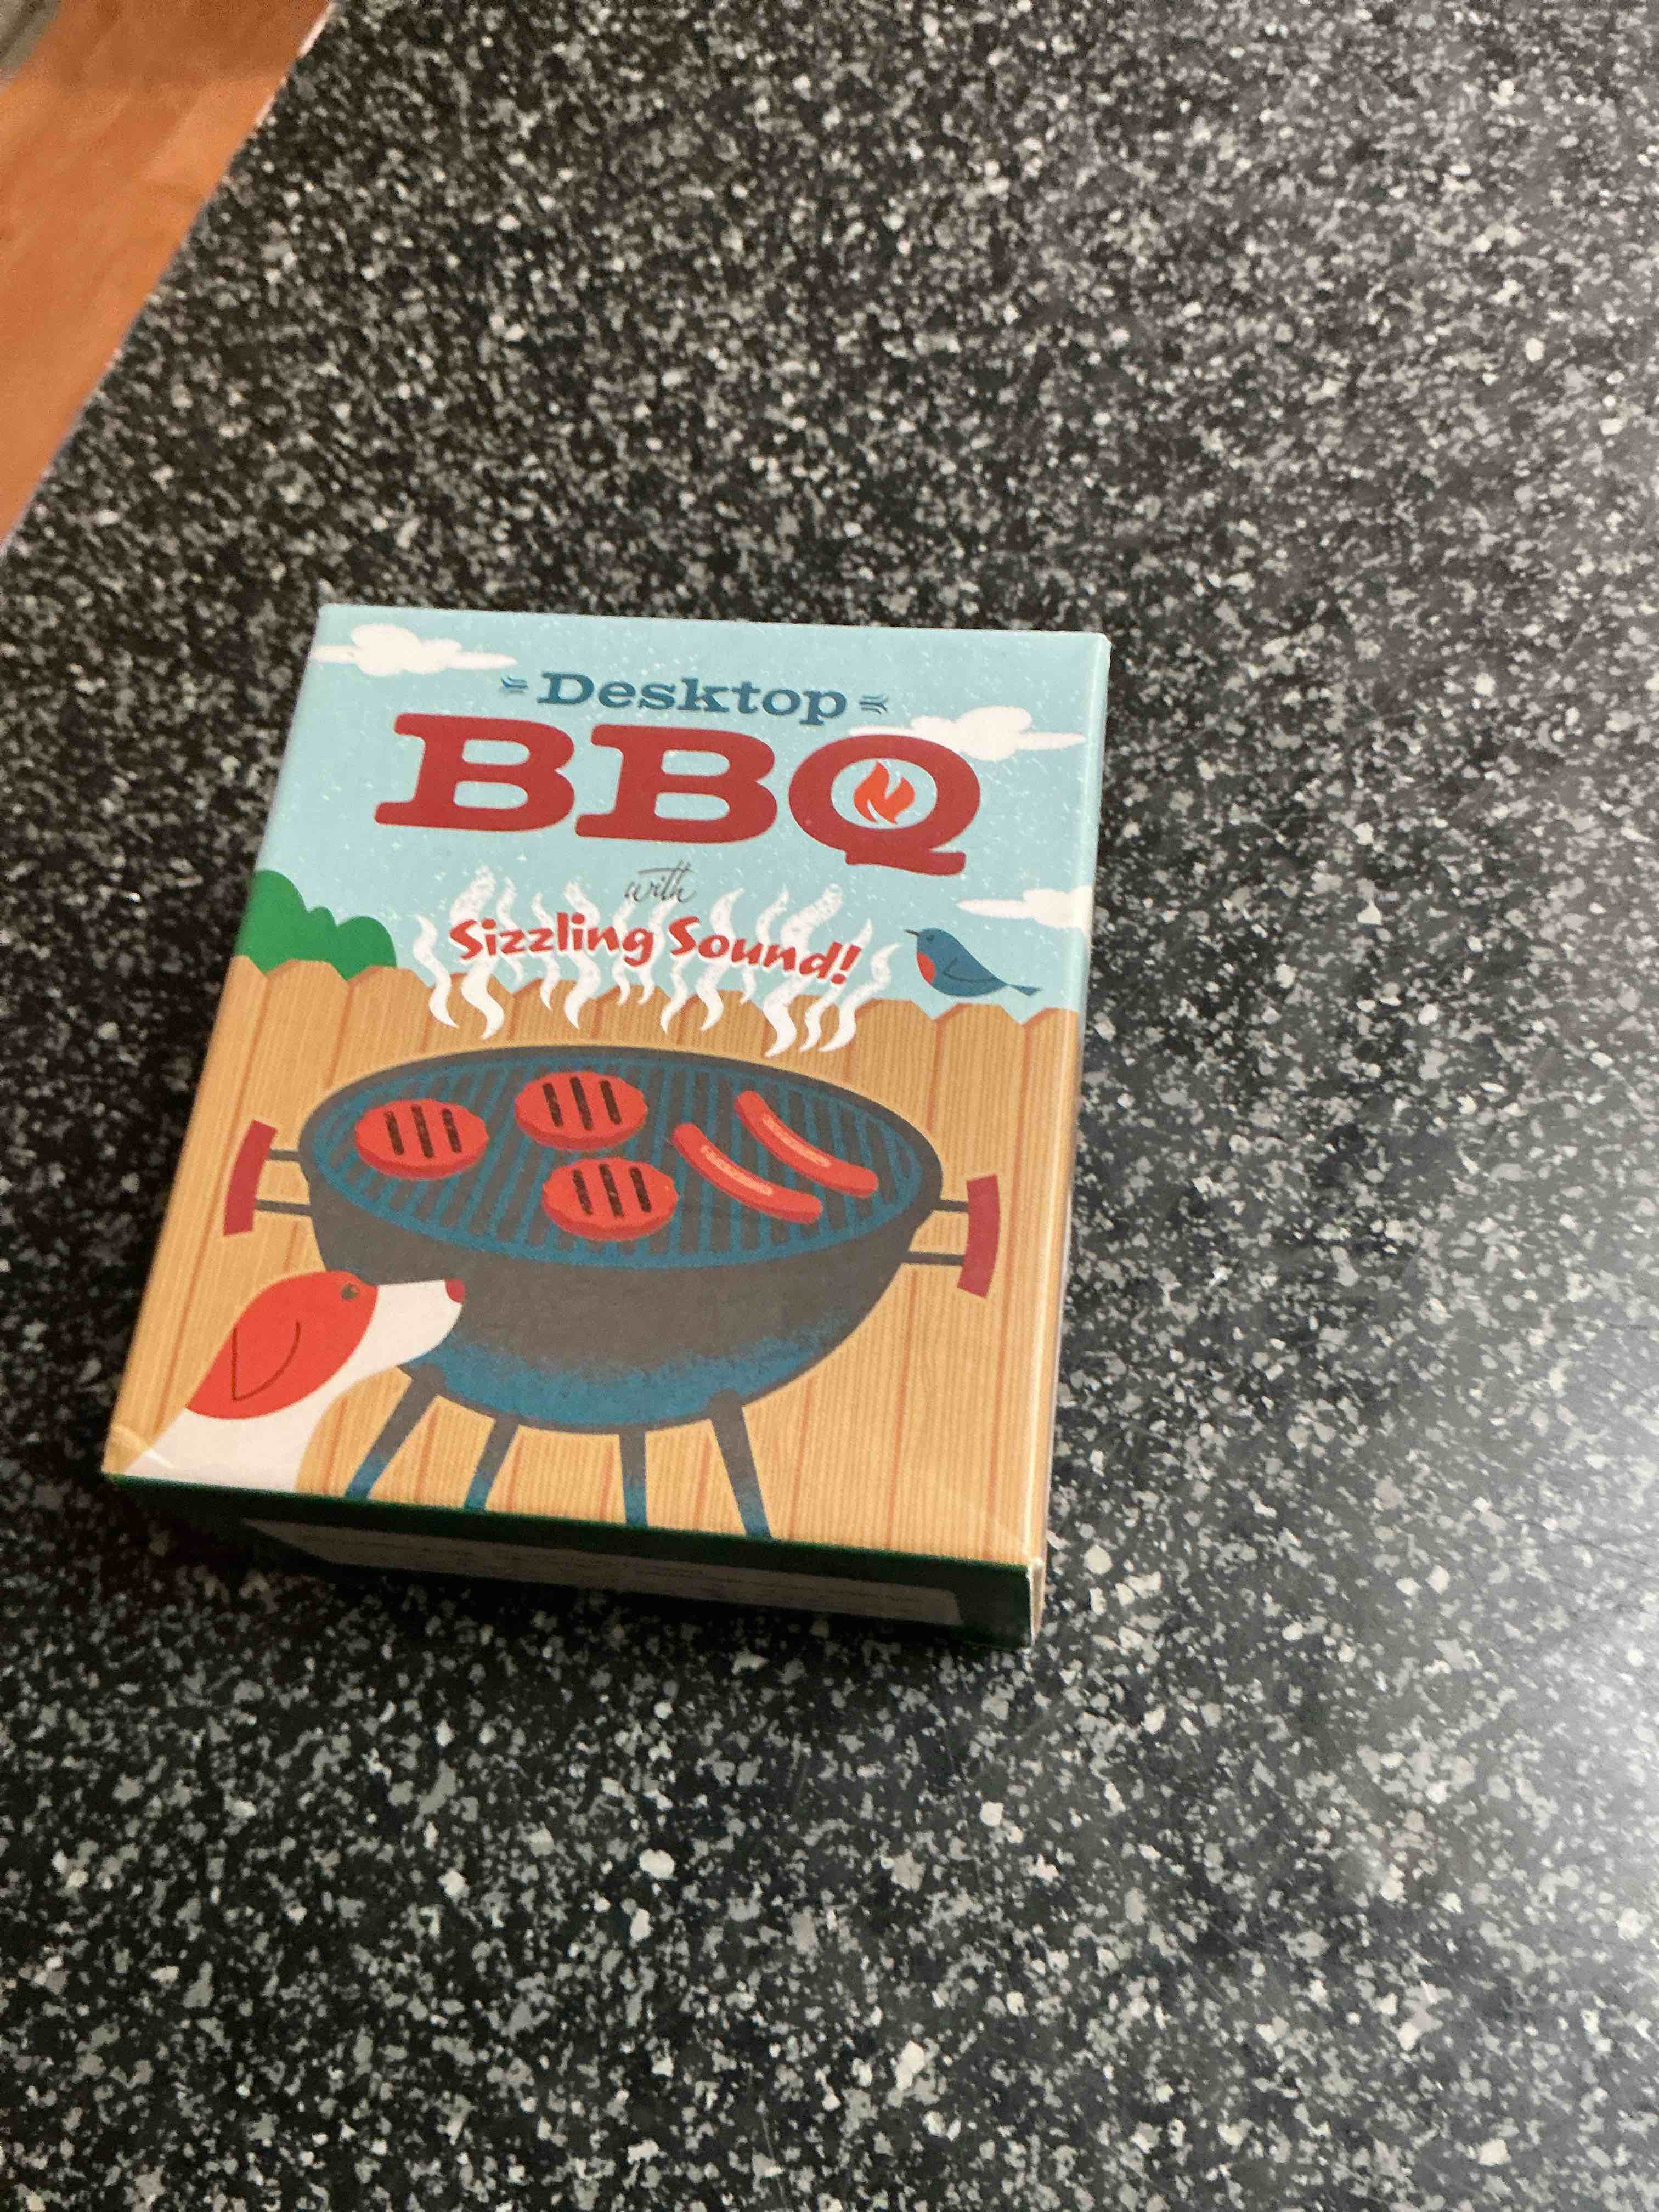 Desktop
BBQ
with
Sizzling Sound!